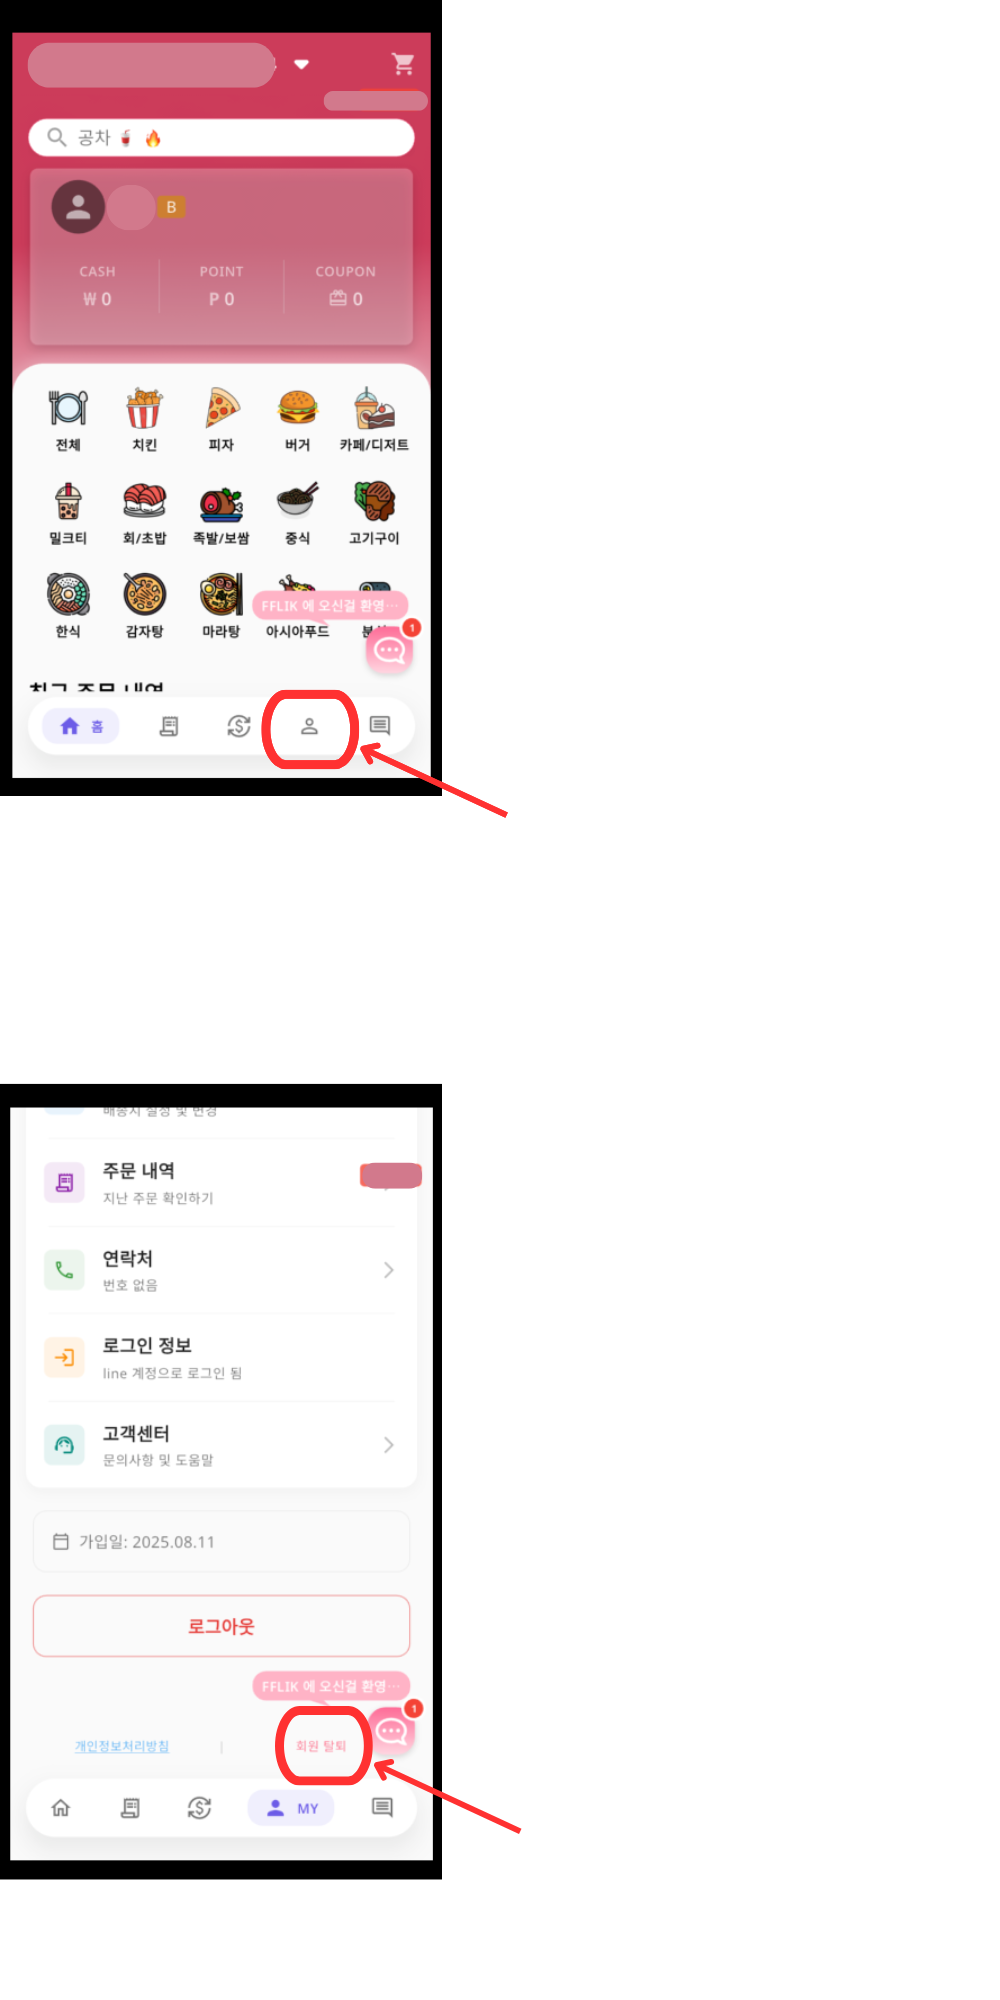 공차
B
CASH POINT COUPON
₩ 0 P 0 0
전체 치킨 피자 버거 카페/디저트
밀크티 회/초밥 족발/보쌈 중식 고기구이
FFLIK 에 오신걸 환영…
1
한식 감자탕 마라탕 아시아푸드
최근 주문 내역
홈
배송지 설정 및 변경
주문 내역
지난 주문 확인하기
연락처
번호 없음
로그인 정보
line 계정으로 로그인 됨
고객센터
문의사항 및 도움말
가입일: 2025.08.11
로그아웃
FFLIK 에 오신걸 환영…
1
개인정보처리방침 | 회원 탈퇴
MY